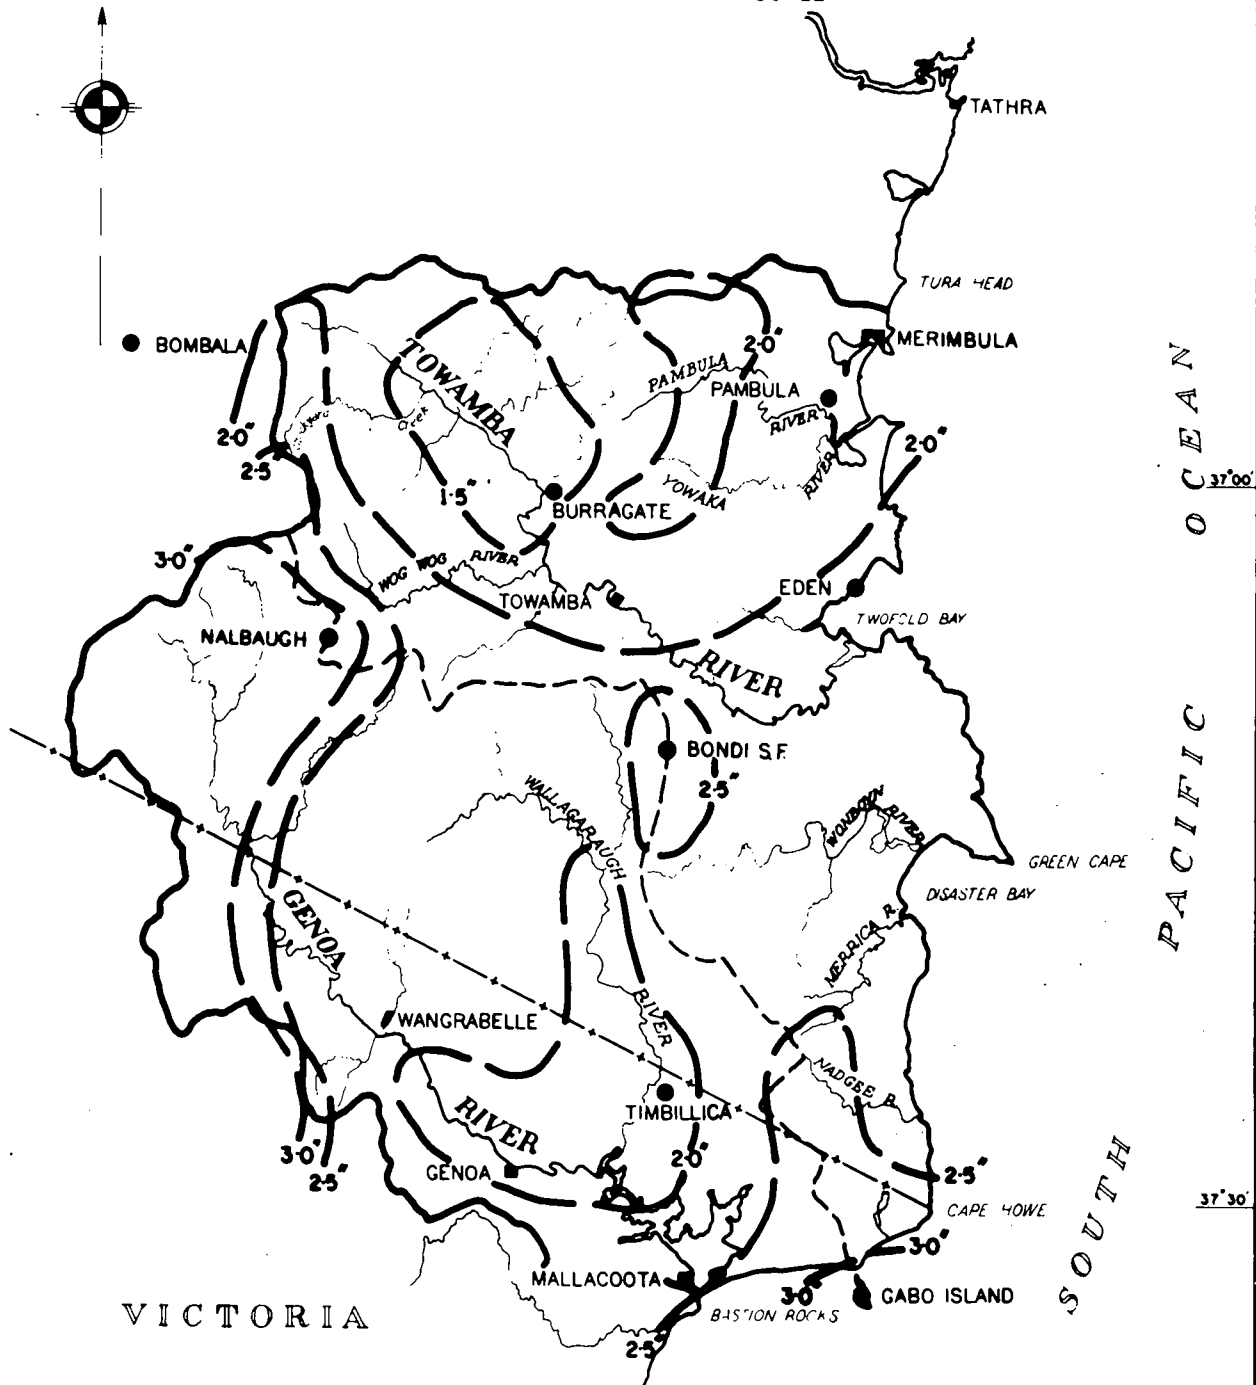 TATHRA
TURA HEAD
MERIMBULA
BOMBALA
TOWAMBA
PAMBULA
2·0"
PAMBULA
RIVER
2·0"
2·5"
2·0"
Creek
1·5"
YOWAKA
RIVER
BURRAGATE
37°00'
OCEAN
3·0"
WOG WOG RIVER
TOWAMBA
EDEN
TWOFOLD BAY
NALBAUGH
RIVER
BONDI S.F.
2·5"
WALLAGARAUGH
WONBOYN RIVER
GREEN CAPE
PACIFIC
DISASTER BAY
GENOA
MERRICA R.
RIVER
WANGRABELLE
NADGEE R.
TIMBILLICA
RIVER
3·0"
2·5"
GENOA
2·0"
2·5"
CAPE HOWE
37°30'
SOUTH
3·0"
MALLACOOTA
3·0"
GABO ISLAND
VICTORIA
BASTION ROCKS
2·5"